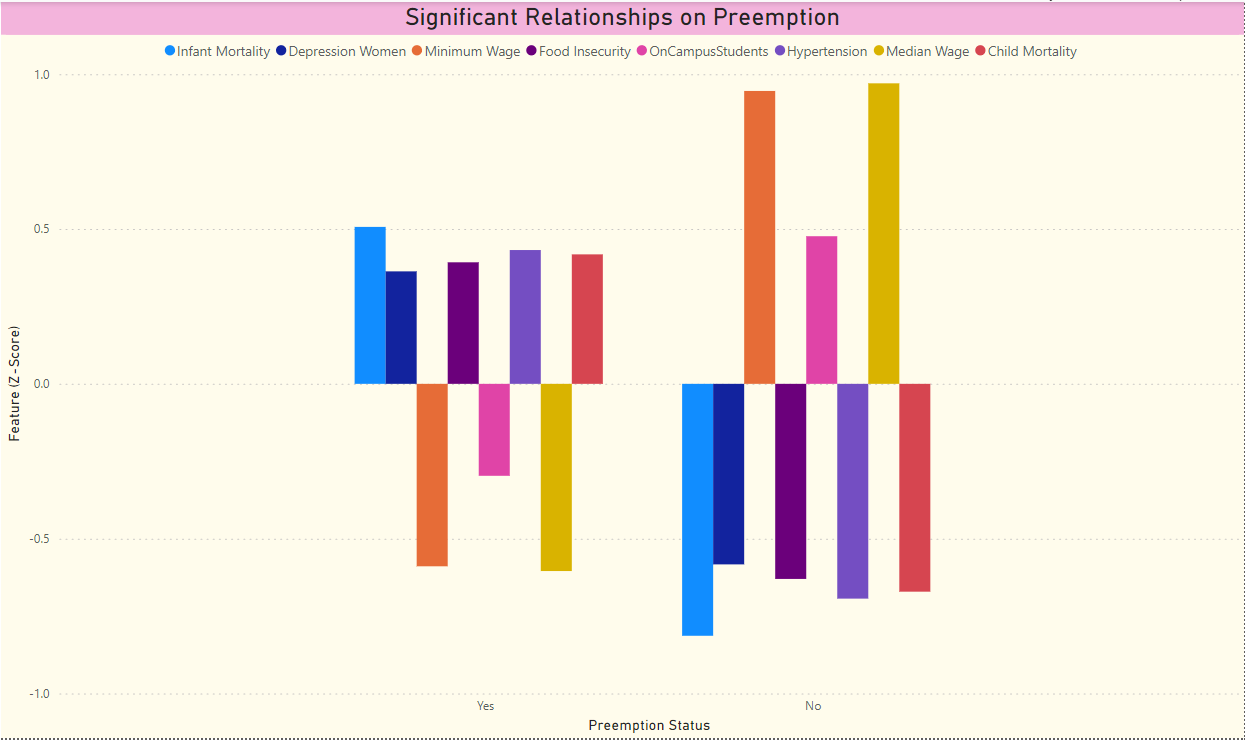 Significant Relationships on Preemption
Infant Mortality Depression Women Minimum Wage Food Insecurity OnCampusStudents Hypertension Median Wage Child Mortality
1.0
0.5
0.0
-0.5
-1.0
Feature (Z - Score)
Yes No
Preemption Status